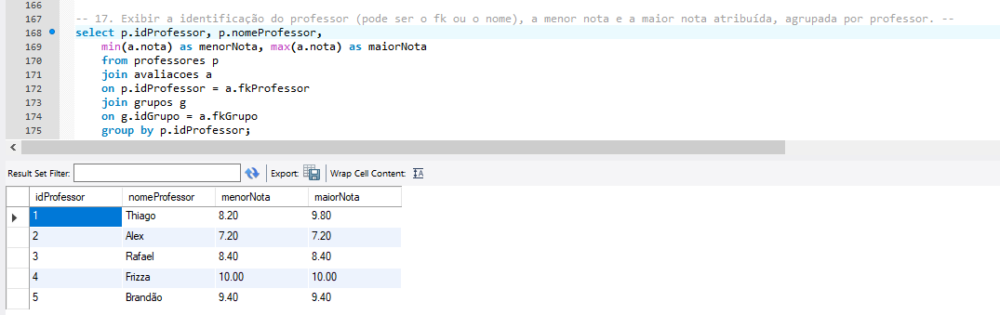 166
167 -- 17. Exibir a identificação do professor (pode ser o fk ou o nome), a menor nota e a maior nota atribuída, agrupada por professor. --
168 select p.idProfessor, p.nomeProfessor,
169 min(a.nota) as menorNota, max(a.nota) as maiorNota
170 from professores p
171 join avaliacoes a
172 on p.idProfessor = a.fkProfessor
173 join grupos g
174 on g.idGrupo = a.fkGrupo
175 group by p.idProfessor;
Result Set Filter: Export: Wrap Cell Content:
idProfessor nomeProfessor menorNota maiorNota
1 Thiago 8.20 9.80
2 Alex 7.20 7.20
3 Rafael 8.40 8.40
4 Frizza 10.00 10.00
5 Brandão 9.40 9.40